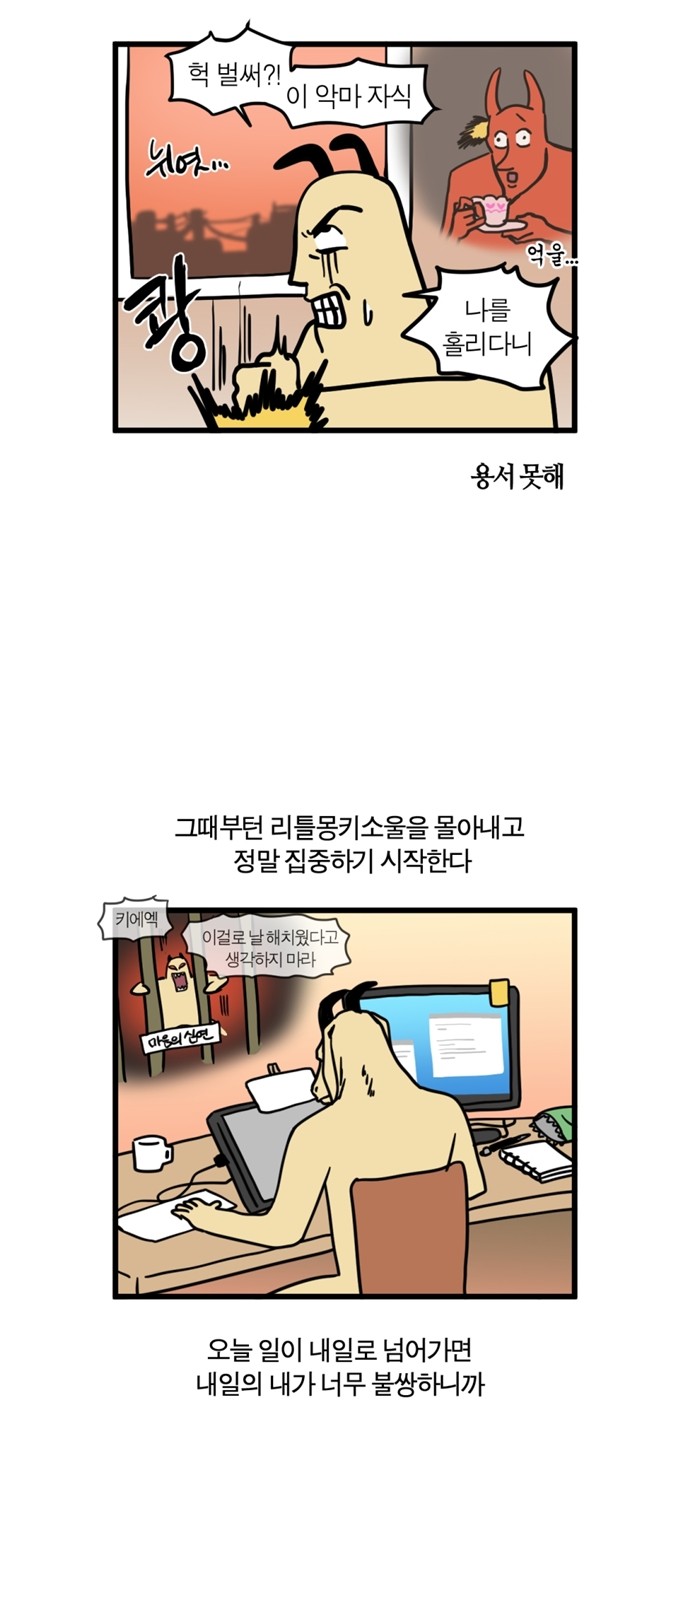 헉 벌써?!
이 악마 자식
뉘엿...
억울...
쾅
나를
홀리다니
용서 못해
그때부턴 리틀몽키소울을 몰아내고
정말 집중하기 시작한다
키에엑
이걸로 날 해치웠다고
생각하지 마라
마음의 심연
오늘 일이 내일로 넘어가면
내일의 내가 너무 불쌍하니까